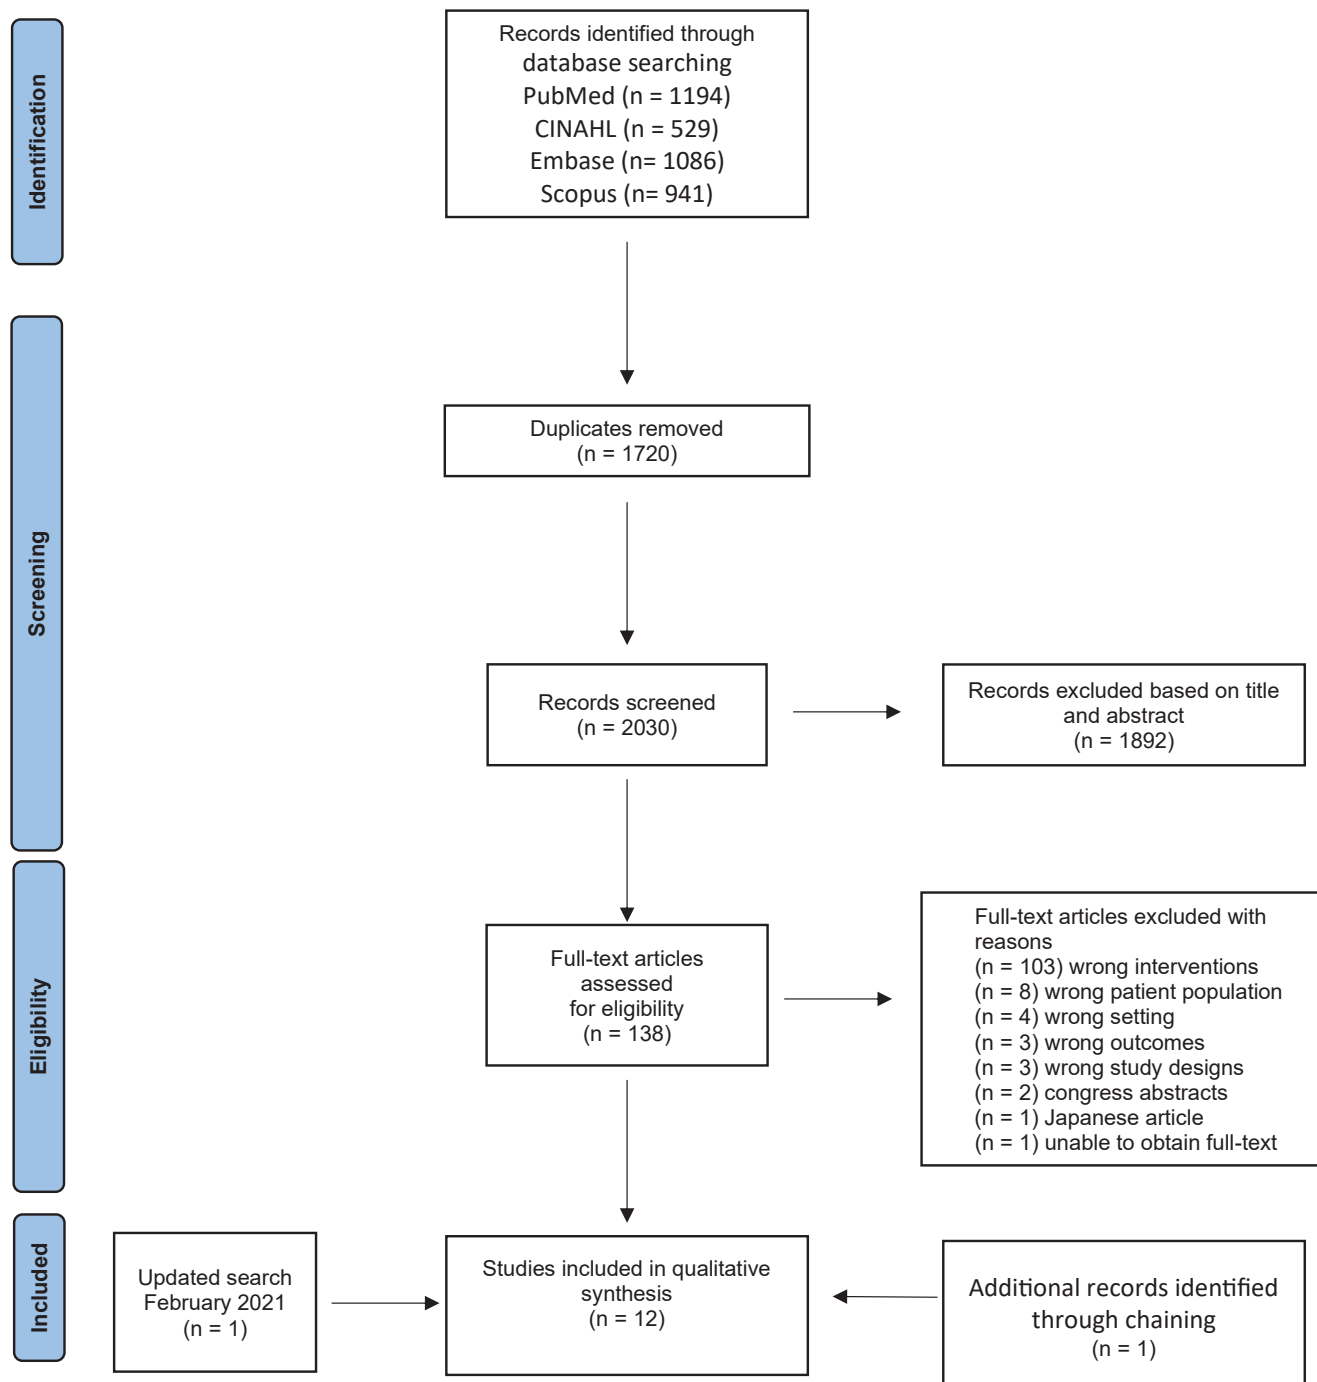 Identification
Records identified through
database searching
PubMed (n = 1194)
CINAHL (n = 529)
Embase (n= 1086)
Scopus (n= 941)
Screening
Duplicates removed
(n = 1720)
Records screened
(n = 2030)
Records excluded based on title
and abstract
(n = 1892)
Eligibility
Full-text articles
assessed
for eligibility
(n = 138)
Full-text articles excluded with
reasons
(n = 103) wrong interventions
(n = 8) wrong patient population
(n = 4) wrong setting
(n = 3) wrong outcomes
(n = 3) wrong study designs
(n = 2) congress abstracts
(n = 1) Japanese article
(n = 1) unable to obtain full-text
Included
Updated search
February 2021
(n = 1)
Studies included in qualitative
synthesis
(n = 12)
Additional records identified
through chaining
(n = 1)